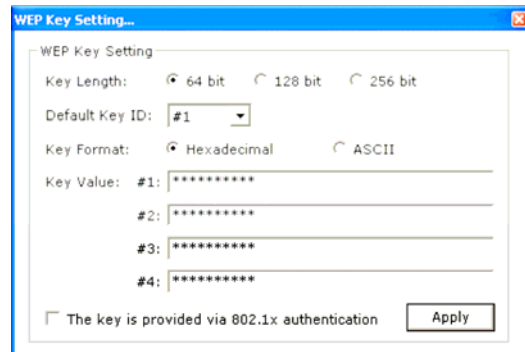 WEP Key Setting...
WEP Key Setting
Key Length: 64 bit 128 bit 256 bit
Default Key ID: #1
Key Format: Hexadecimal ASCII
Key Value: #1: **********
#2: **********
#3: **********
#4: **********
The key is provided via 802.1x authentication Apply